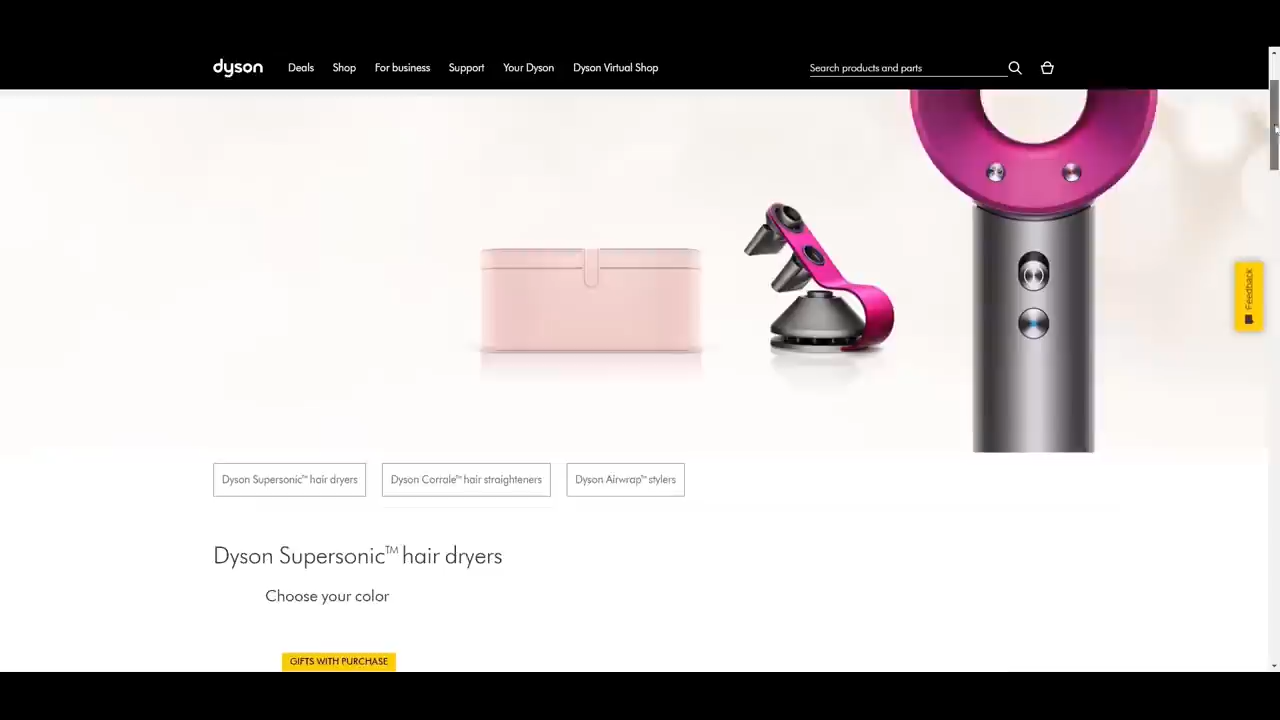 dyson Deals Shop For business Support Your Dyson Dyson Virtual Shop Search products and parts
Feedback
Dyson Supersonic™ hair dryers Dyson Corrale™ hair straighteners Dyson Airwrap™ stylers
Dyson Supersonic™ hair dryers
Choose your color
GIFTS WITH PURCHASE